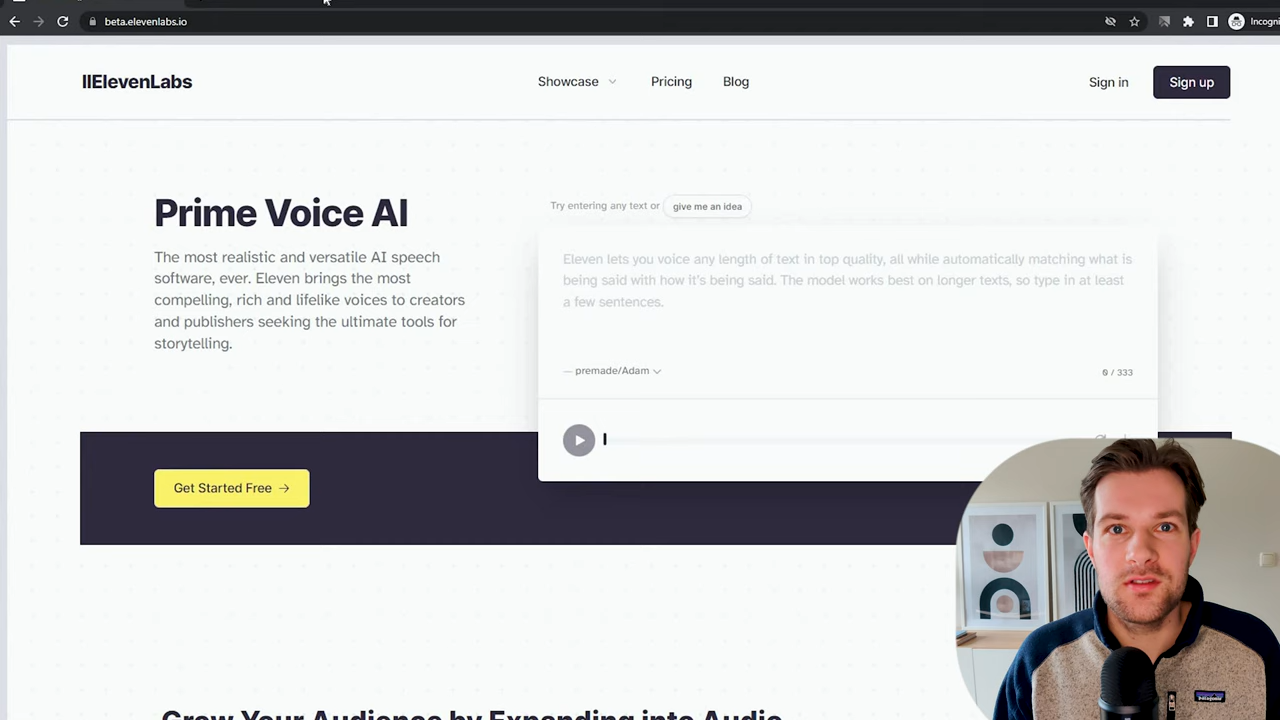 beta.elevenlabs.io
Incogni
IIElevenLabs
Showcase
Pricing
Blog
Sign in
Sign up
Prime Voice AI
The most realistic and versatile AI speech
software, ever. Eleven brings the most
compelling, rich and lifelike voices to creators
and publishers seeking the ultimate tools for
storytelling.
Try entering any text or give me an idea
Eleven lets you voice any length of text in top quality, all while automatically matching what is
being said with how it's being said. The model works best on longer texts, so type in at least
a few sentences.
— premade/Adam
0 / 333
Get Started Free →
Grow Your Audience by Expanding into Audio
patagonia